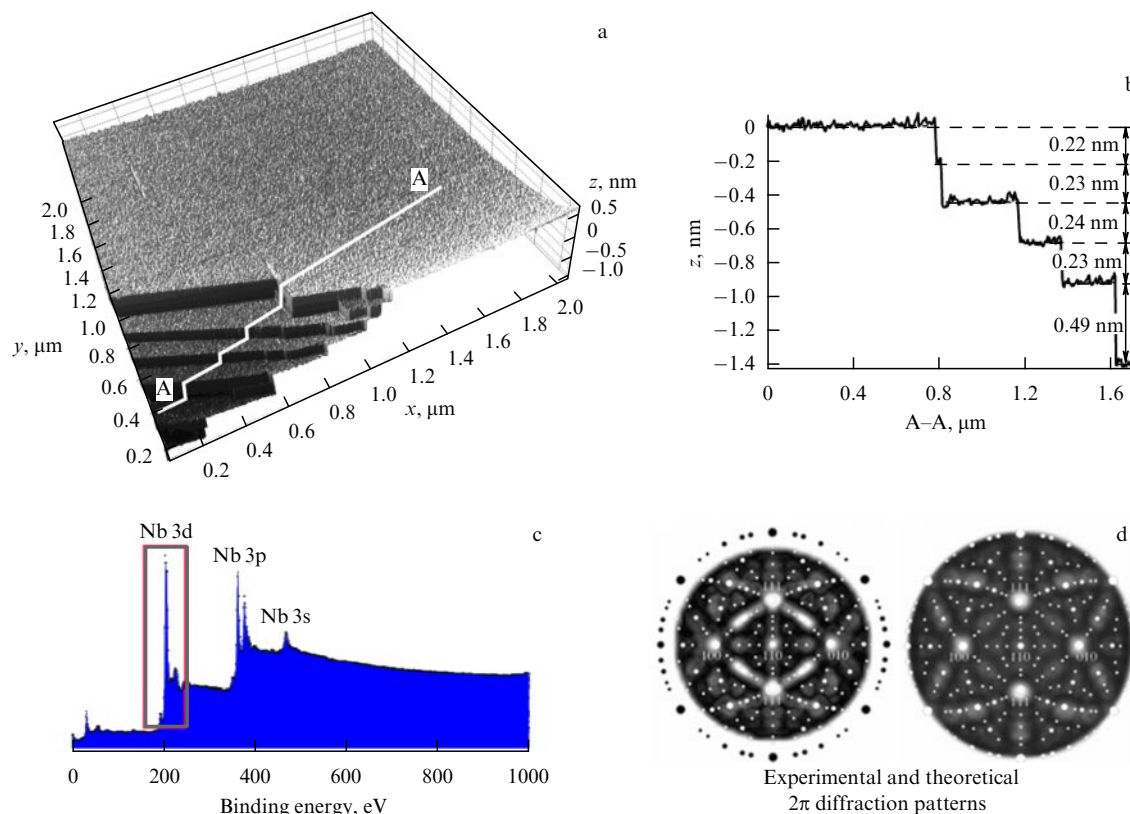 a
A
A
z, nm
0.5
0
−0.5
−1.0
2.0
1.8
1.6
1.4
1.2
1.0
0.8
0.6
0.4
0.2
y, μm
0.2
0.4
0.6
0.8
1.0
1.2
1.4
1.6
1.8
2.0
x, μm
b
0
−0.2
−0.4
−0.6
−0.8
−1.0
−1.2
−1.4
z, nm
0.22 nm
0.23 nm
0.24 nm
0.23 nm
0.49 nm
0
0.4
0.8
1.2
1.6
A–A, μm
c
Nb 3d
Nb 3p
Nb 3s
0
200
400
600
800
1000
Binding energy, eV
d
111
100
110
010
111
111
100
110
010
111
Experimental and theoretical
2π diffraction patterns